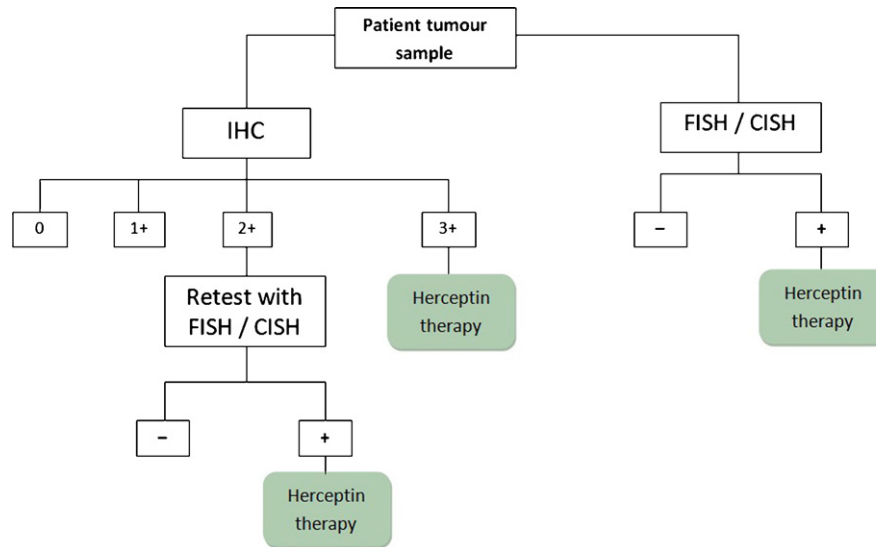 Patient tumour
sample
IHC
FISH / CISH
0
1+
2+
3+
−
+
Retest with
FISH / CISH
Herceptin
therapy
Herceptin
therapy
−
+
Herceptin
therapy